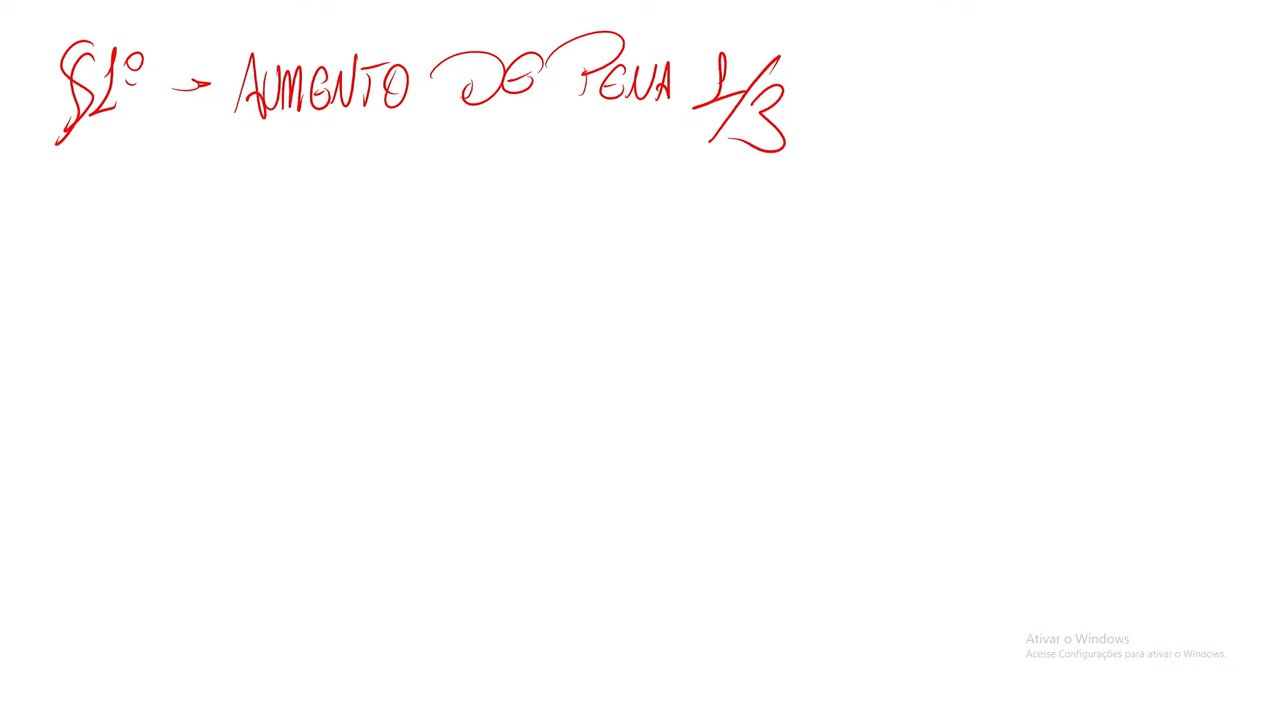 §1º → AUMENTO DE PENA 1/3
Ativar o Windows
Acesse Configurações para ativar o Windows.